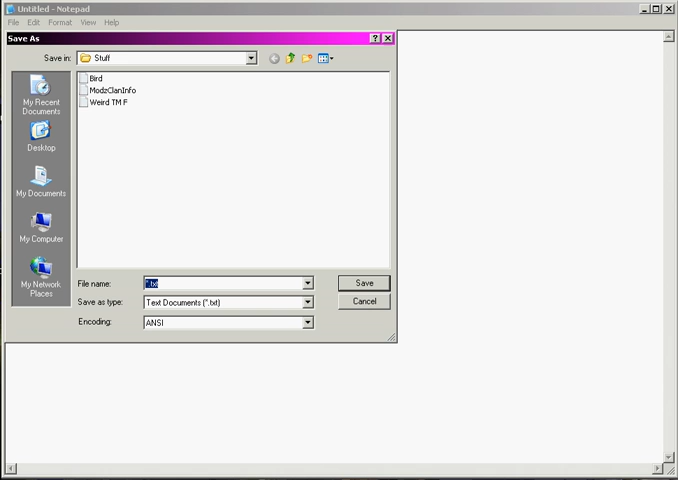 Untitled - Notepad
File Edit Format View Help
Save As
Save in: Stuff
Bird
ModzClanInfo
Weird TM F
My Recent
Documents
Desktop
My Documents
My Computer
My Network
Places
File name: *.txt
Save
Save as type: Text Documents (*.txt)
Cancel
Encoding: ANSI